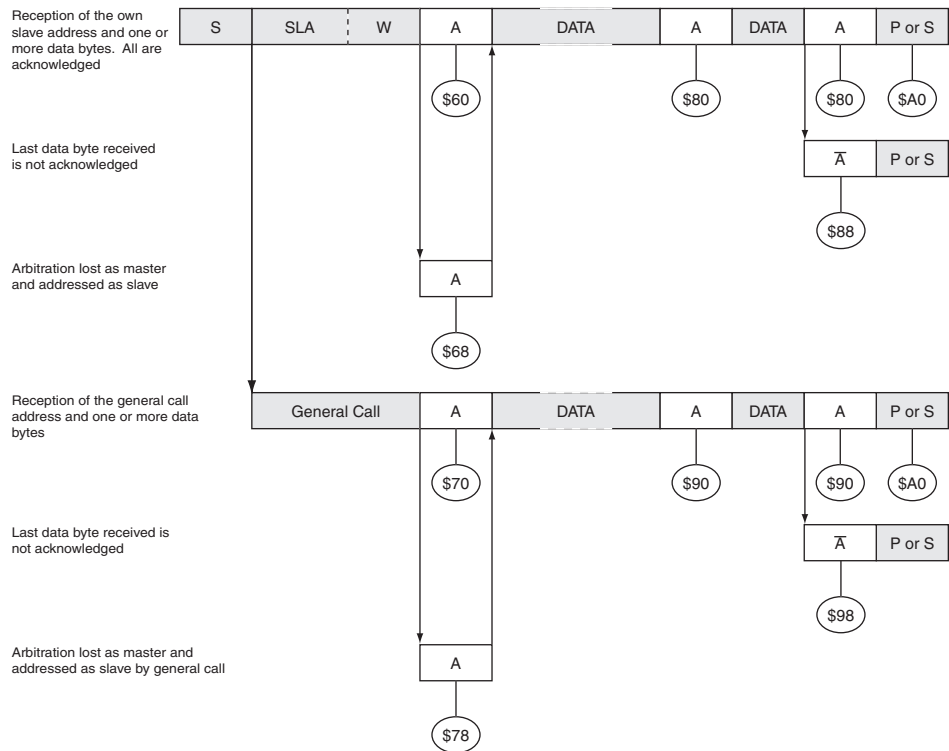 Reception of the own
slave address and one or
more data bytes. All are
acknowledged
S SLA W A DATA A DATA A P or S
$60 $80 $80 $A0
Last data byte received
is not acknowledged
A̅ P or S
$88
Arbitration lost as master
and addressed as slave
A
$68
Reception of the general call
address and one or more data
bytes
General Call A DATA A DATA A P or S
$70 $90 $90 $A0
Last data byte received is
not acknowledged
A̅ P or S
$98
Arbitration lost as master and
addressed as slave by general call
A
$78